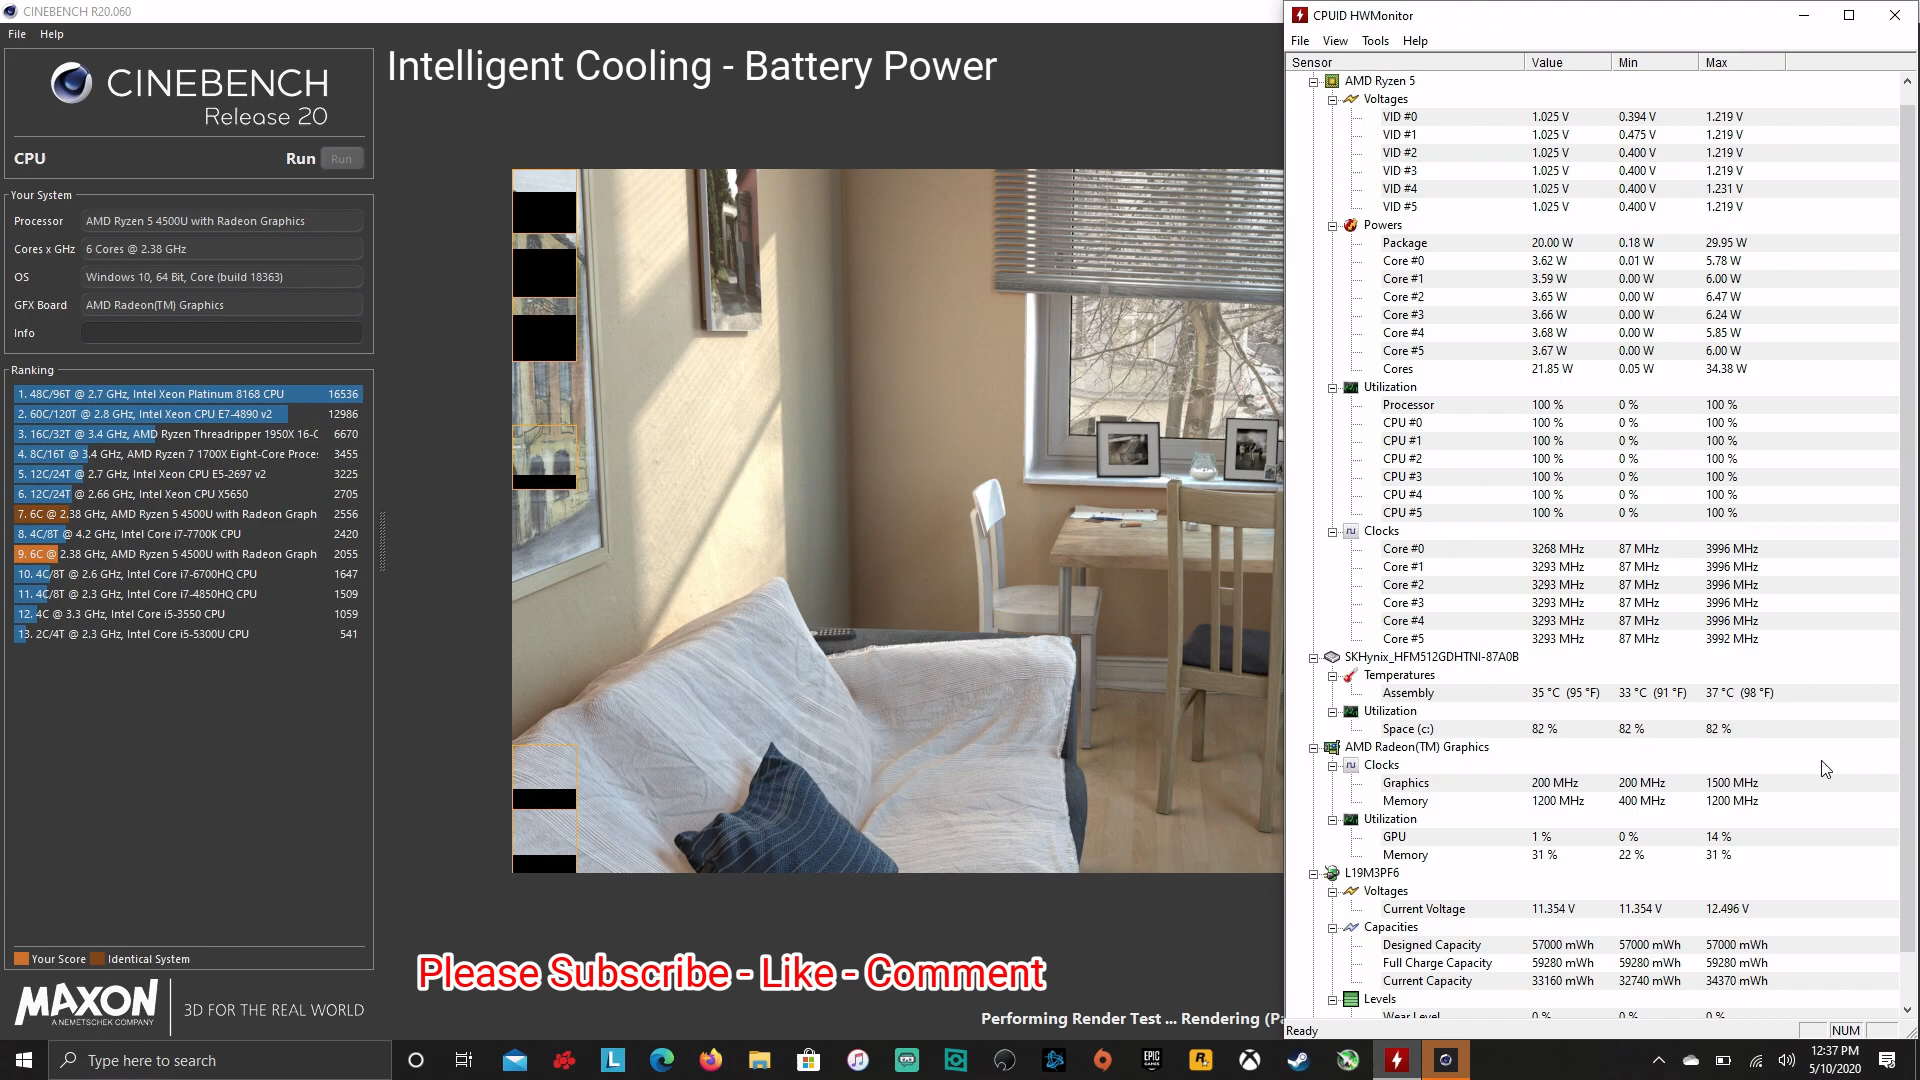 CINEBENCH R20.060
File Help
CINEBENCH
Release 20
CPU Run Run
Your System
Processor AMD Ryzen 5 4500U with Radeon Graphics
Cores x GHz 6 Cores @ 2.38 GHz
OS Windows 10, 64 Bit, Core (build 18363)
GFX Board AMD Radeon(TM) Graphics
Info
Ranking
1. 48C/96T @ 2.7 GHz, Intel Xeon Platinum 8168 CPU 16536
2. 60C/120T @ 2.8 GHz, Intel Xeon CPU E7-4890 v2 12986
3. 16C/32T @ 3.4 GHz, AMD Ryzen Threadripper 1950X 16-C 6670
4. 8C/16T @ 3.4 GHz, AMD Ryzen 7 1700X Eight-Core Proces 3455
5. 12C/24T @ 2.7 GHz, Intel Xeon CPU E5-2697 v2 3225
6. 12C/24T @ 2.66 GHz, Intel Xeon CPU X5650 2705
7. 6C @ 2.38 GHz, AMD Ryzen 5 4500U with Radeon Graph 2556
8. 4C/8T @ 4.2 GHz, Intel Core i7-7700K CPU 2420
9. 6C @ 2.38 GHz, AMD Ryzen 5 4500U with Radeon Graph 2055
10. 4C/8T @ 2.6 GHz, Intel Core i7-6700HQ CPU 1647
11. 4C/8T @ 2.3 GHz, Intel Core i7-4850HQ CPU 1509
12. 4C @ 3.3 GHz, Intel Core i5-3550 CPU 1059
13. 2C/4T @ 2.3 GHz, Intel Core i5-5300U CPU 541
Your Score Identical System
MAXON
A NEMETSCHEK COMPANY
3D FOR THE REAL WORLD
Intelligent Cooling - Battery Power
Please Subscribe - Like - Comment
Performing Render Test ... Rendering (Pa
CPUID HWMonitor
File View Tools Help
Sensor Value Min Max
AMD Ryzen 5
Voltages
VID #0 1.025 V 0.394 V 1.219 V
VID #1 1.025 V 0.475 V 1.219 V
VID #2 1.025 V 0.400 V 1.219 V
VID #3 1.025 V 0.400 V 1.219 V
VID #4 1.025 V 0.400 V 1.231 V
VID #5 1.025 V 0.400 V 1.219 V
Powers
Package 20.00 W 0.18 W 29.95 W
Core #0 3.62 W 0.01 W 5.78 W
Core #1 3.59 W 0.00 W 6.00 W
Core #2 3.65 W 0.00 W 6.47 W
Core #3 3.66 W 0.00 W 6.24 W
Core #4 3.68 W 0.00 W 5.85 W
Core #5 3.67 W 0.00 W 6.00 W
Cores 21.85 W 0.05 W 34.38 W
Utilization
Processor 100 % 0 % 100 %
CPU #0 100 % 0 % 100 %
CPU #1 100 % 0 % 100 %
CPU #2 100 % 0 % 100 %
CPU #3 100 % 0 % 100 %
CPU #4 100 % 0 % 100 %
CPU #5 100 % 0 % 100 %
Clocks
Core #0 3268 MHz 87 MHz 3996 MHz
Core #1 3293 MHz 87 MHz 3996 MHz
Core #2 3293 MHz 87 MHz 3996 MHz
Core #3 3293 MHz 87 MHz 3996 MHz
Core #4 3293 MHz 87 MHz 3996 MHz
Core #5 3293 MHz 87 MHz 3992 MHz
SKHynix_HFM512GDHTNI-87A0B
Temperatures
Assembly 35 °C (95 °F) 33 °C (91 °F) 37 °C (98 °F)
Utilization
Space (c:) 82 % 82 % 82 %
AMD Radeon(TM) Graphics
Clocks
Graphics 200 MHz 200 MHz 1500 MHz
Memory 1200 MHz 400 MHz 1200 MHz
Utilization
GPU 1 % 0 % 14 %
Memory 31 % 22 % 31 %
L19M3PF6
Voltages
Current Voltage 11.354 V 11.354 V 12.496 V
Capacities
Designed Capacity 57000 mWh 57000 mWh 57000 mWh
Full Charge Capacity 59280 mWh 59280 mWh 59280 mWh
Current Capacity 33160 mWh 32740 mWh 34370 mWh
Levels
Wear Level 0 % 0 % 0 %
Ready NUM
Type here to search
L
EPIC GAMES
R
12:37 PM
5/10/2020